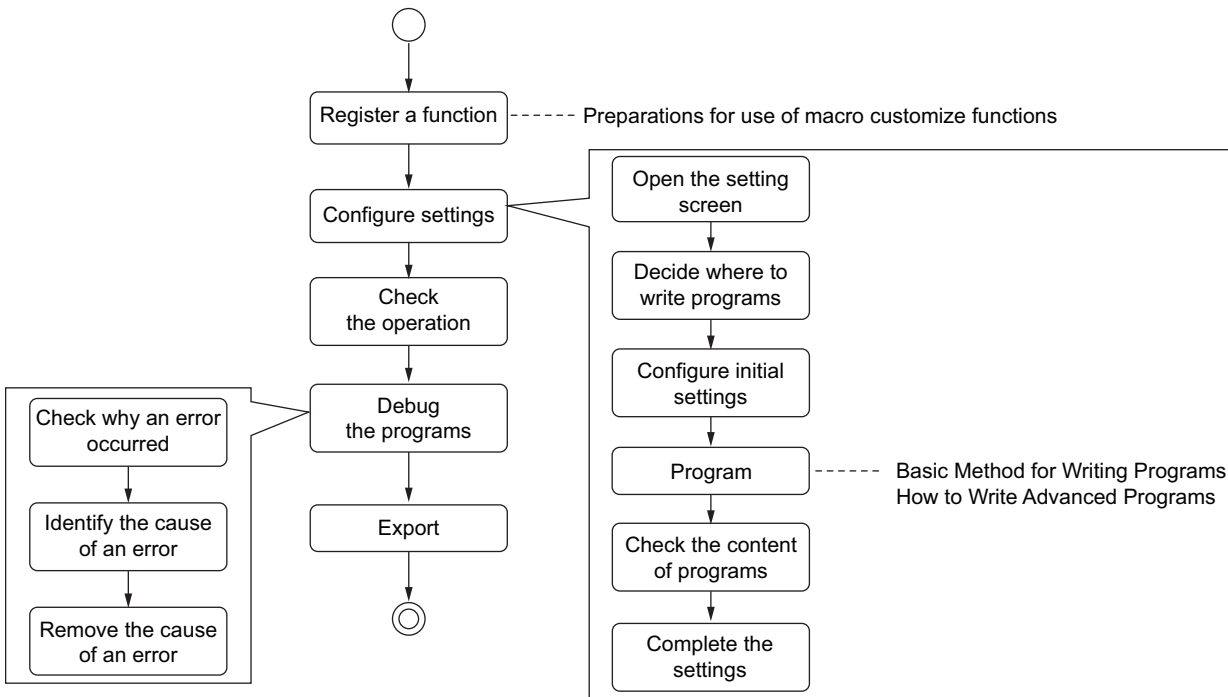 Register a function
Preparations for use of macro customize functions
Configure settings
Check
the operation
Debug
the programs
Export
Open the setting
screen
Decide where to
write programs
Configure initial
settings
Program
Basic Method for Writing Programs
How to Write Advanced Programs
Check the content
of programs
Complete the
settings
Check why an error
occurred
Identify the cause
of an error
Remove the cause
of an error